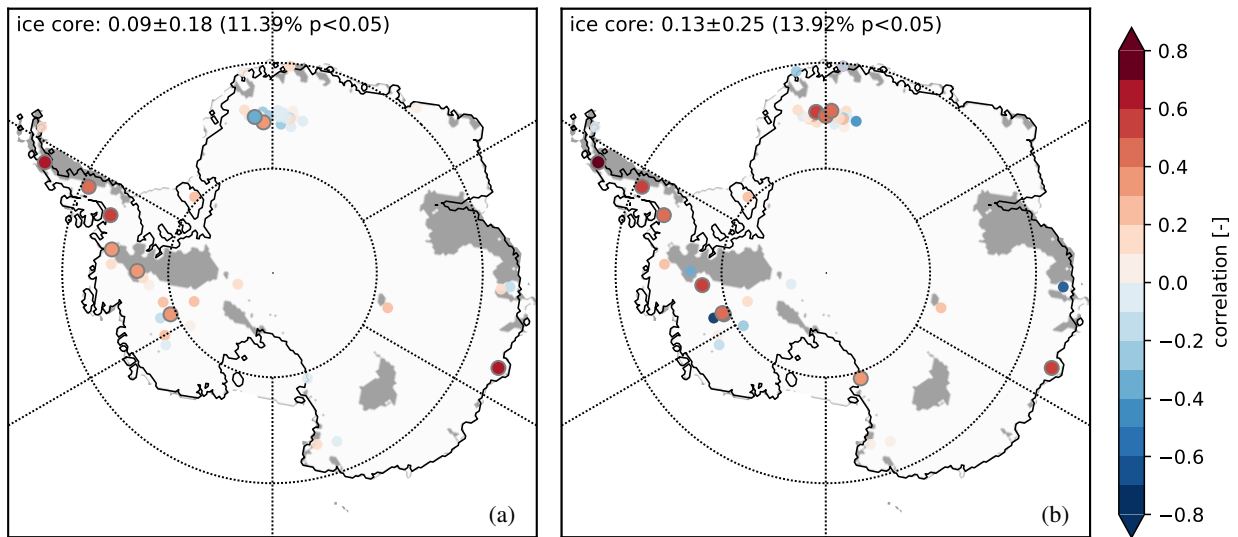 ice core: 0.09±0.18 (11.39% p<0.05)
(a)
ice core: 0.13±0.25 (13.92% p<0.05)
(b)
0.8
0.6
0.4
0.2
0.0
−0.2
−0.4
−0.6
−0.8
correlation [-]